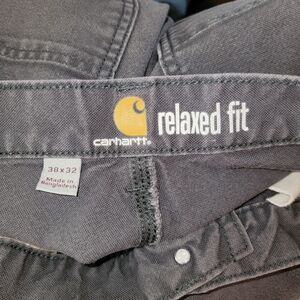 carhartt®
relaxed fit
38x32
Made in
Bangladesh